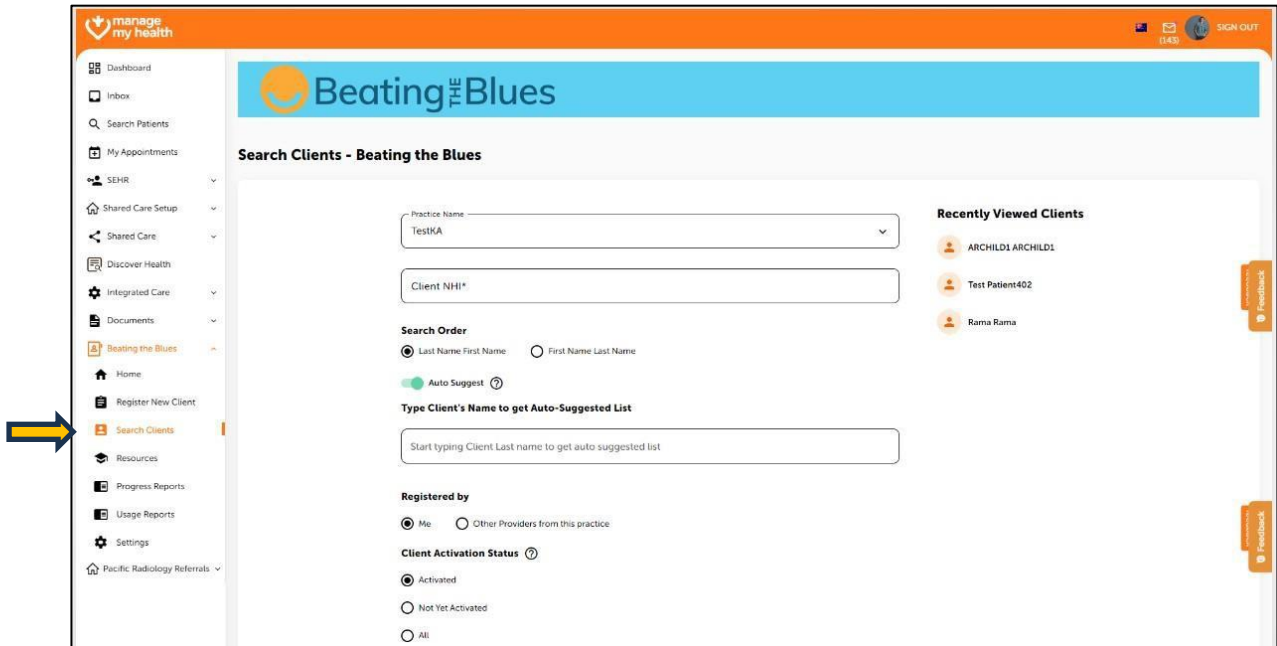 manage
my health
(143)
SIGN OUT
Dashboard
Inbox
Search Patients
My Appointments
SEHR
Shared Care Setup
Shared Care
Discover Health
Integrated Care
Documents
Beating the Blues
Home
Register New Client
Search Clients
Resources
Progress Reports
Usage Reports
Settings
Pacific Radiology Referrals
Beating THE Blues
Search Clients - Beating the Blues
Practice Name
TestKA
Client NHI*
Search Order
Last Name First Name
First Name Last Name
Auto Suggest
Type Client's Name to get Auto-Suggested List
Start typing Client Last name to get auto suggested list
Registered by
Me
Other Providers from this practice
Client Activation Status
Activated
Not Yet Activated
All
Recently Viewed Clients
ARCHILD1 ARCHILD1
Test Patient402
Rama Rama
Feedback
Feedback